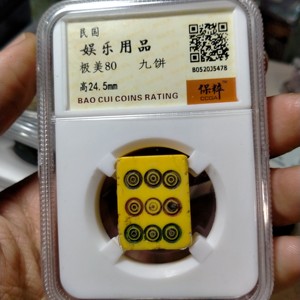 民国
娱乐用品
极美80 九饼
高24.5mm
BAO CUI COINS RATING
B052035478
保粹